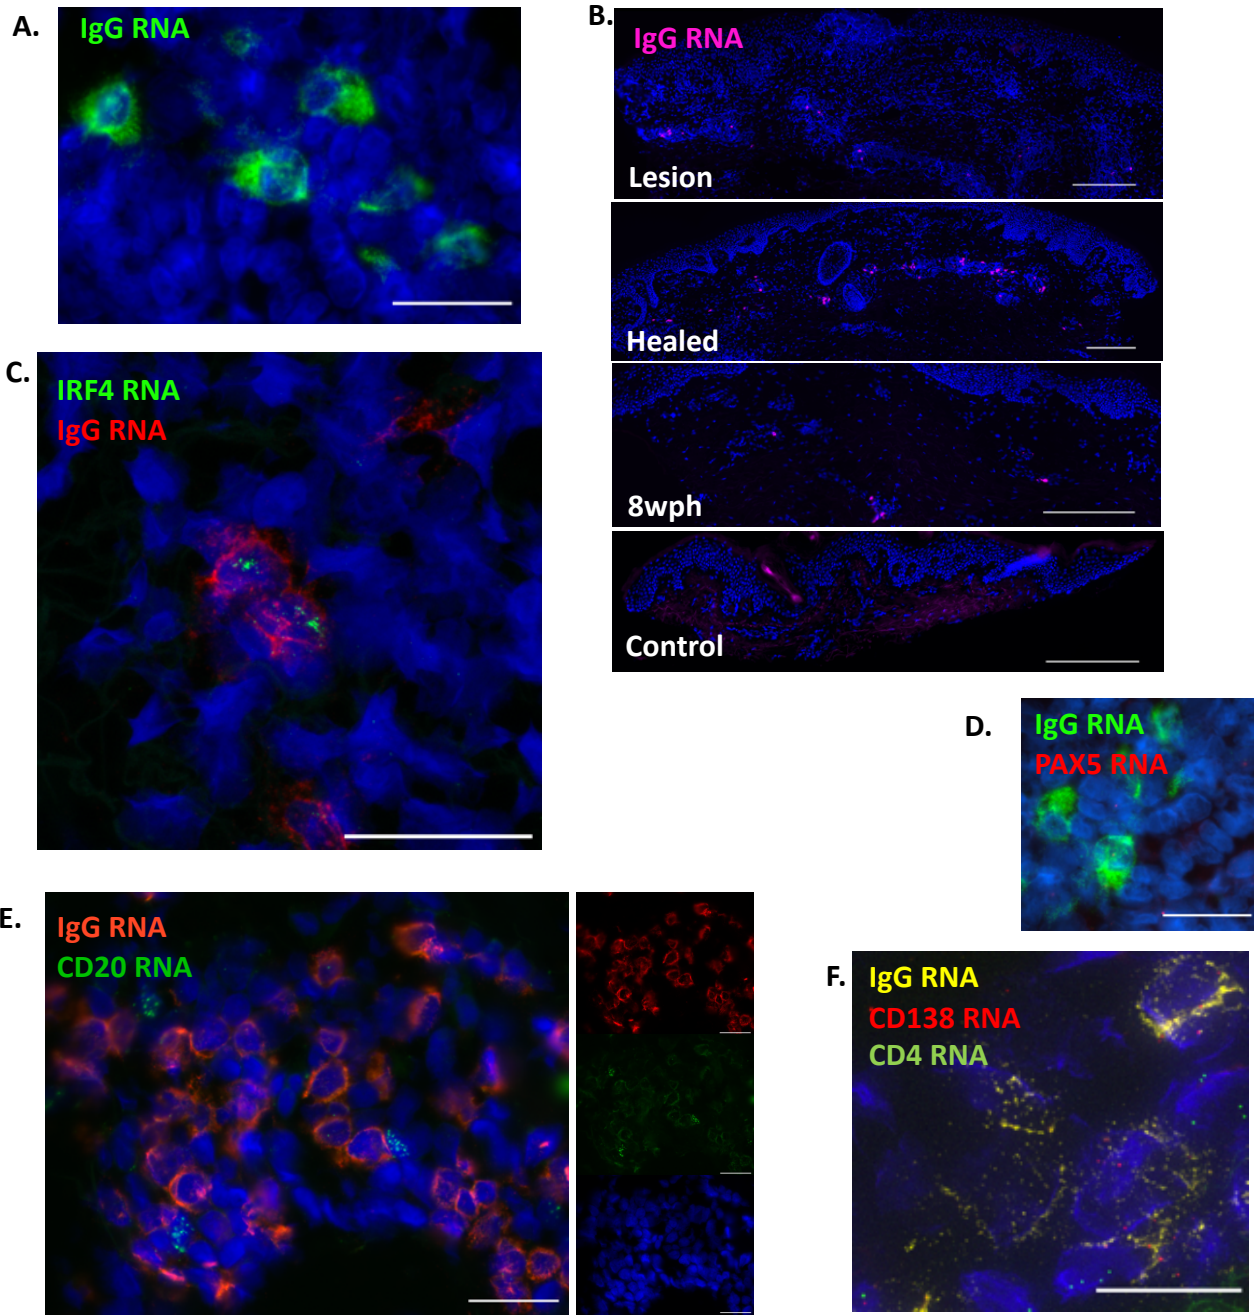 A.
IgG RNA
B.
IgG RNA
Lesion
Healed
8wph
Control
C.
IRF4 RNA
IgG RNA
D.
IgG RNA
PAX5 RNA
E.
IgG RNA
CD20 RNA
F.
IgG RNA
CD138 RNA
CD4 RNA